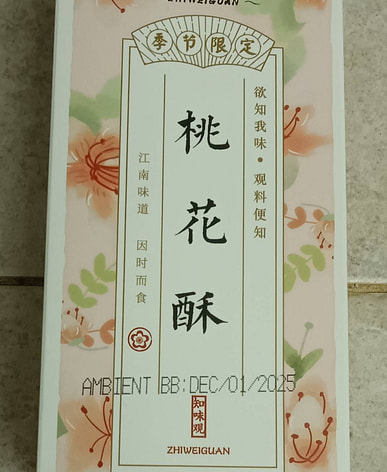 ZHIWEIGUAN
季节限定
欲知我味·观料便知
桃花酥
江南味道 因时而食
AMBIENT BB:DEC/01/2025
知味观
ZHIWEIGUAN